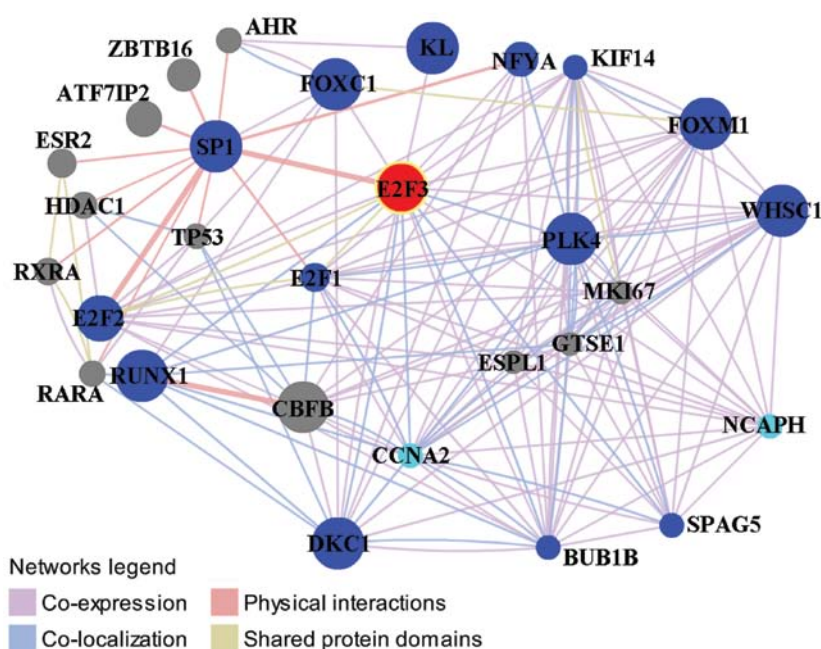 AHR
KL
ZBTB16
NFYA
KIF14
FOXC1
ATF7IP2
FOXM1
ESR2
SP1
E2F3
HDAC1
WHSC1
TP53
PLK4
RXRA
E2F1
MKI67
E2F2
GTSE1
ESPL1
RARA
RUNX1
CBFB
NCAPH
CCNA2
SPAG5
DKC1
BUB1B
Networks legend
Co-expression
Physical interactions
Co-localization
Shared protein domains